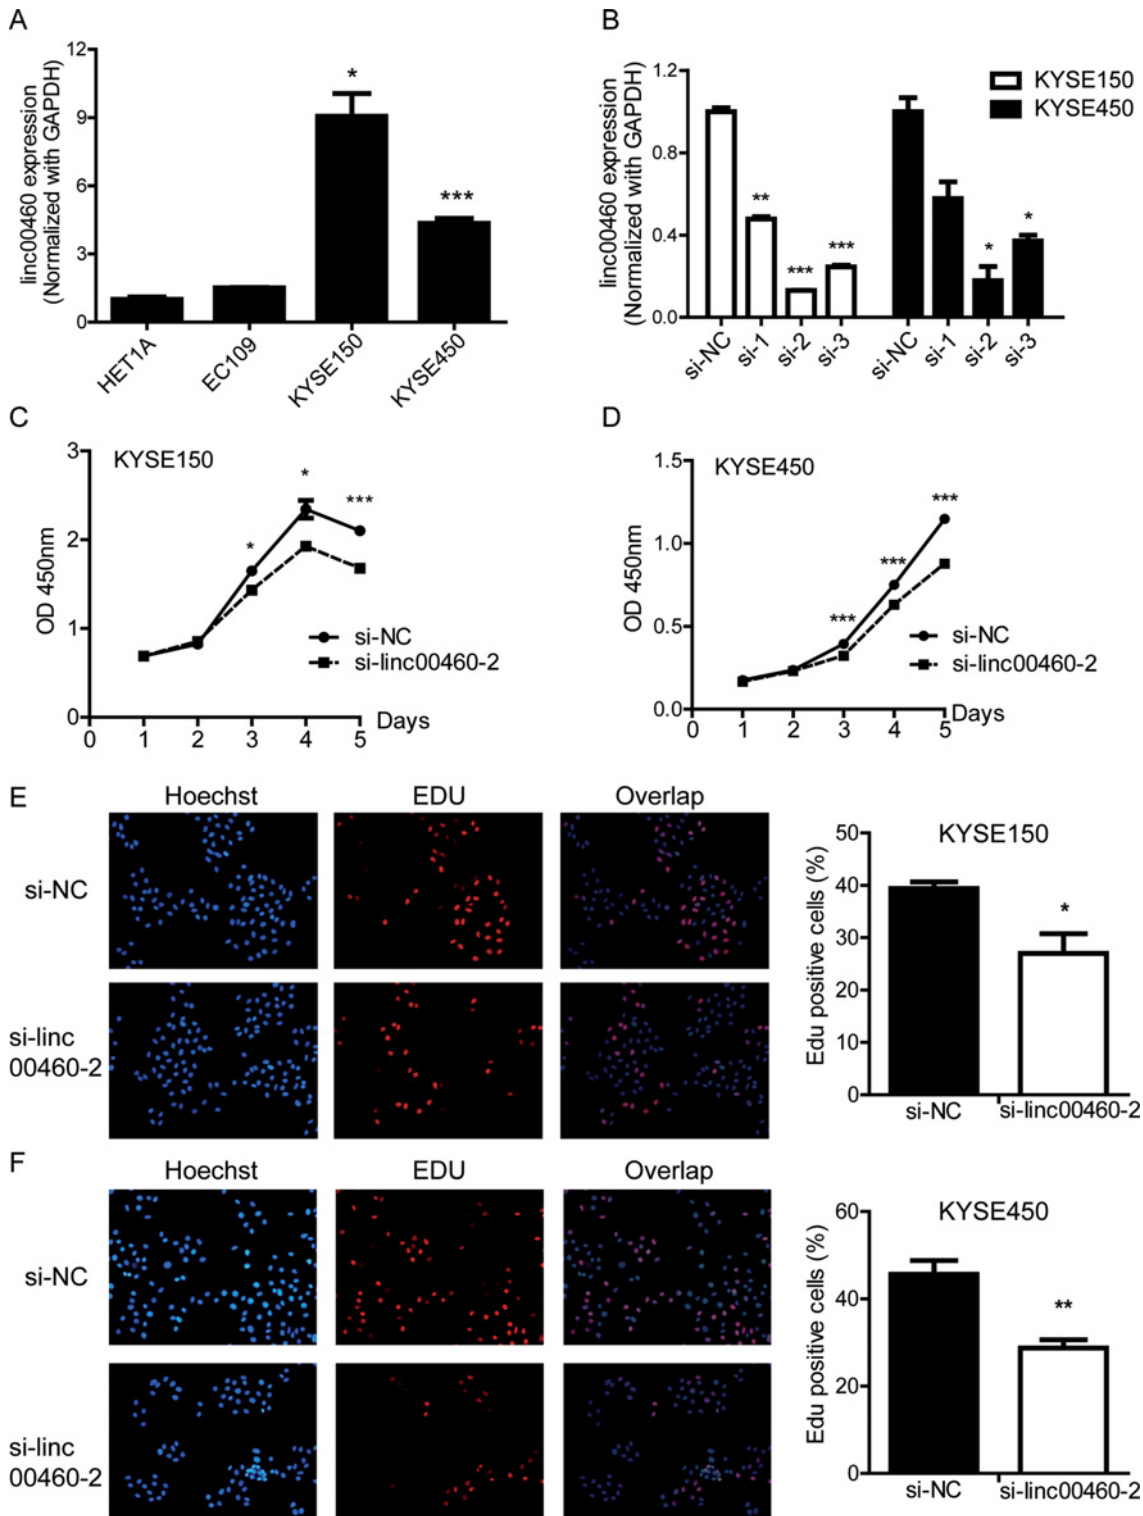 A
linc00460 expression
(Normalized with GAPDH)
12
9
6
3
0
*
***
HET1A
EC109
KYSE150
KYSE450
B
linc00460 expression
(Normalized with GAPDH)
1.2
0.8
0.4
0.0
KYSE150
KYSE450
**
***
***
*
*
si-NC
si-1
si-2
si-3
si-NC
si-1
si-2
si-3
C
KYSE150
OD 450nm
3
2
1
0
*
*
***
si-NC
si-linc00460-2
0 1 2 3 4 5
Days
D
KYSE450
OD 450nm
1.5
1.0
0.5
0.0
***
***
***
si-NC
si-linc00460-2
0 1 2 3 4 5
Days
E
Hoechst EDU Overlap
si-NC
si-linc
00460-2
KYSE150
Edu positive cells (%)
50
40
30
20
10
0
*
si-NC si-linc00460-2
F
Hoechst EDU Overlap
si-NC
si-linc
00460-2
KYSE450
Edu positive cells (%)
60
40
20
0
**
si-NC si-linc00460-2